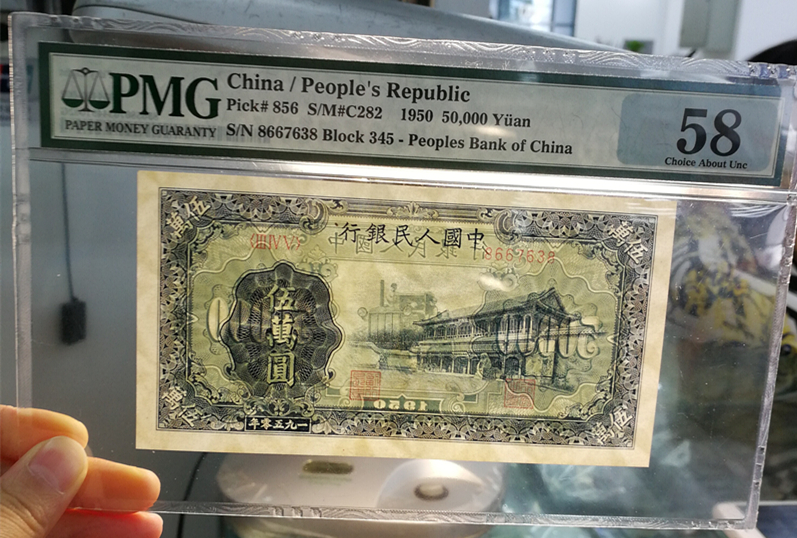 PMG
PAPER MONEY GUARANTY
China / People's Republic
Pick# 856 S/M#C282 1950 50,000 Yüan
S/N 8667638 Block 345 - Peoples Bank of China
58
Choice About Unc
伍萬
伍萬
行銀民人國中
8667638
伍萬圓
1950
年零五九一
伍萬
伍萬